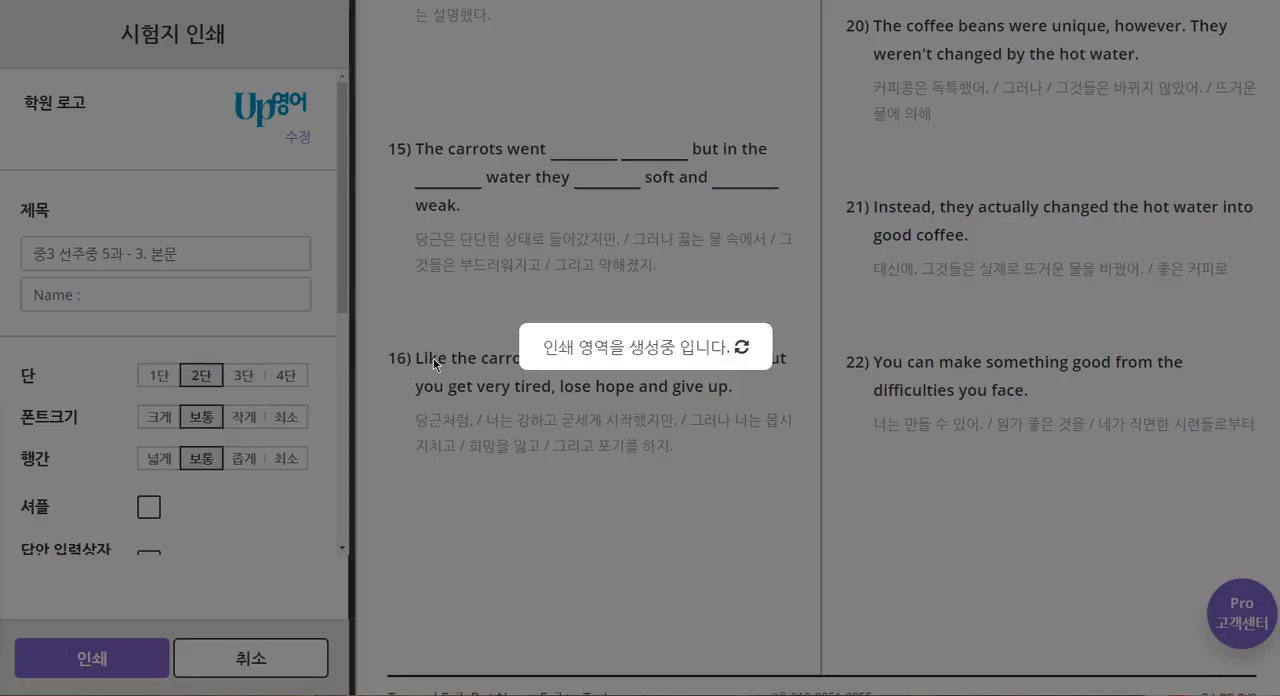 시험지 인쇄
학원 로고
Up영어
수정
제목
중3 선주중 5과 - 3. 본문
Name :
단
1단 2단 3단 4단
폰트크기
크게 보통 작게 최소
행간
넓게 보통 좁게 최소
셔플
답안 입력상자
인쇄 취소
는 설명했다.
15) The carrots went ________ ________ but in the
________ water they ________ soft and ________
weak.
당근은 단단한 상태로 들어갔지만, / 그러나 끓는 물 속에서 / 그
것들은 부드러워지고 / 그리고 약해졌지.
인쇄 영역을 생성중 입니다.
16) Like the carro
you get very tired, lose hope and give up.
당근처럼, / 너는 강하고 굳세게 시작했지만, / 그러나 너는 몹시
지치고 / 희망을 잃고 / 그리고 포기를 하지.
20) The coffee beans were unique, however. They
weren't changed by the hot water.
커피콩은 독특했어, / 그러나 / 그것들은 바뀌지 않았어. / 뜨거운
물에 의해
21) Instead, they actually changed the hot water into
good coffee.
대신에, 그것들은 실제로 뜨거운 물을 바꿨어. / 좋은 커피로
22) You can make something good from the
difficulties you face.
너는 만들 수 있어. / 뭔가 좋은 것을 / 네가 직면한 시련들로부터
Pro
고객센터